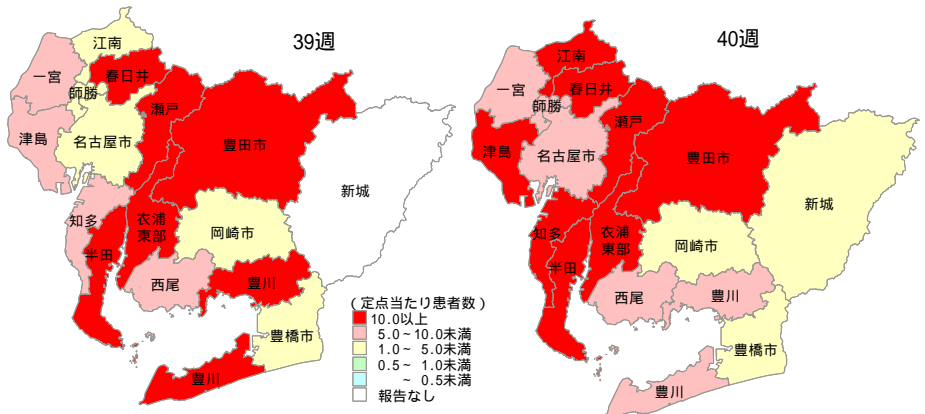 39週
江南
春日井
一宮
師勝
瀬戸
津島
名古屋市
豊田市
新城
知多
衣浦
東部
岡崎市
半田
西尾
豊川
豊橋市
豊川
(定点当たり患者数)
10.0以上
5.0~10.0未満
1.0~ 5.0未満
0.5~ 1.0未満
~ 0.5未満
報告なし
40週
江南
春日井
一宮
師勝
瀬戸
津島
名古屋市
豊田市
新城
知多
衣浦
東部
岡崎市
半田
西尾
豊川
豊橋市
豊川